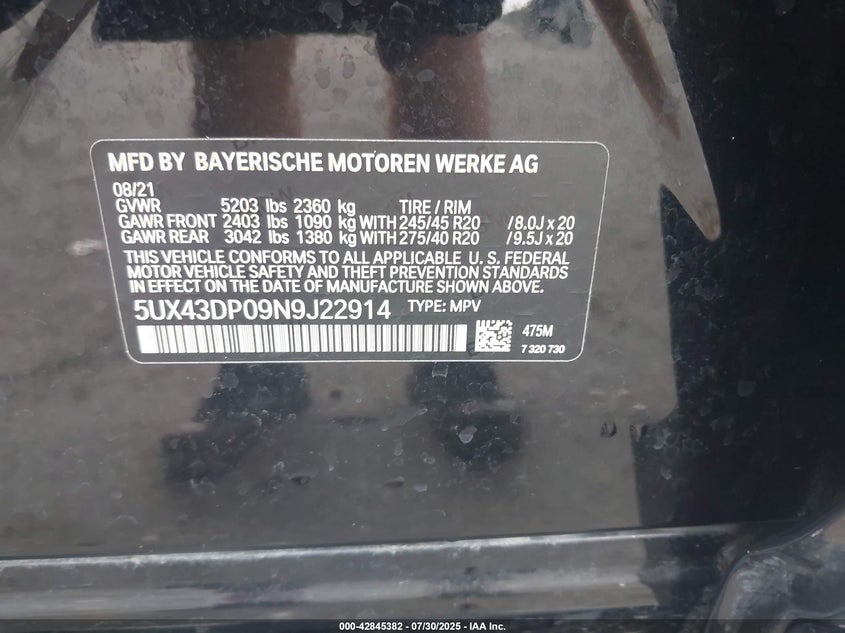 MFD BY BAYERISCHE MOTOREN WERKE AG
08/21
GVWR 5203 lbs 2360 kg TIRE / RIM
GAWR FRONT 2403 lbs 1090 kg WITH 245/45 R20 / 8.0J x 20
GAWR REAR 3042 lbs 1380 kg WITH 275/40 R20 / 9.5J x 20
THIS VEHICLE CONFORMS TO ALL APPLICABLE U. S. FEDERAL
MOTOR VEHICLE SAFETY AND THEFT PREVENTION STANDARDS
IN EFFECT ON THE DATE OF MANUFACTURE SHOWN ABOVE.
5UX43DP09N9J22914 TYPE: MPV
475M
7 320 730
000-42845382 - 07/30/2025 - IAA Inc.